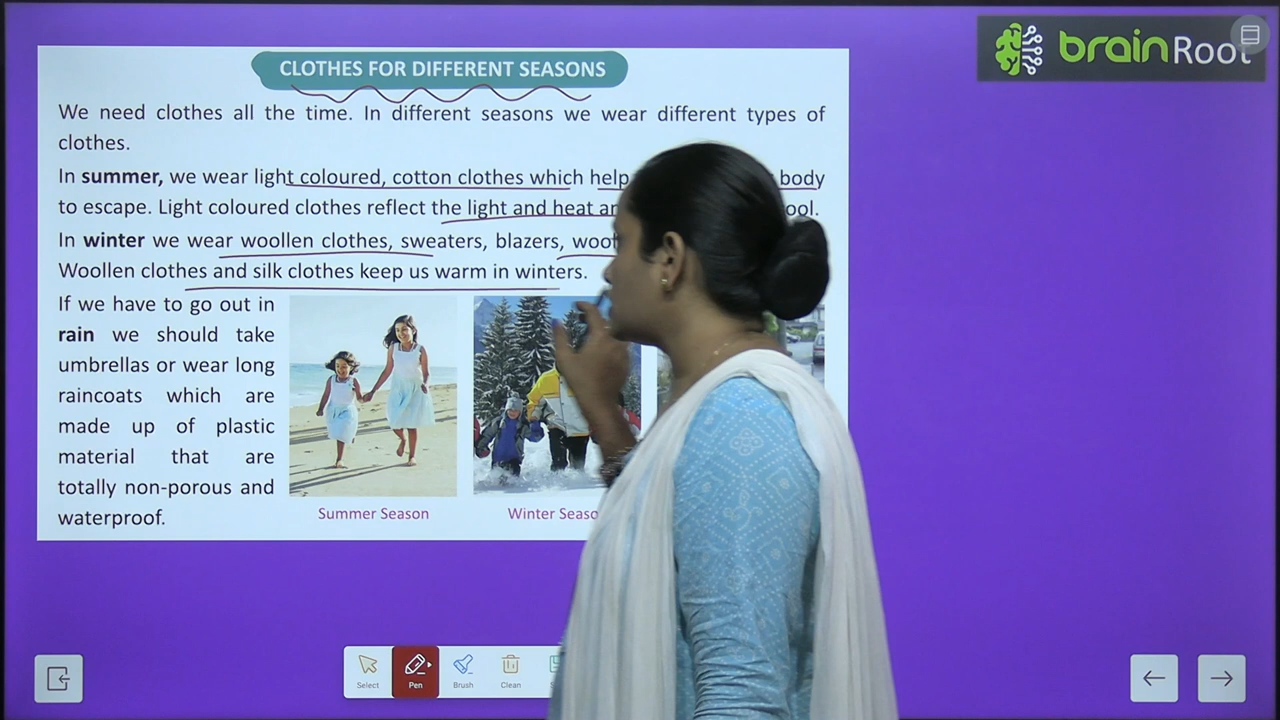 brainRoot
CLOTHES FOR DIFFERENT SEASONS
We need clothes all the time. In different seasons we wear different types of
clothes.
In summer, we wear light coloured, cotton clothes which help body
to escape. Light coloured clothes reflect the light and heat
In winter we wear woollen clothes, sweaters, blazers,
Woollen clothes and silk clothes keep us warm in winters.
If we have to go out in
rain we should take
umbrellas or wear long
raincoats which are
made up of plastic
material that are
totally non-porous and
waterproof.
Summer Season
Winter
Select Pen Brush Clean